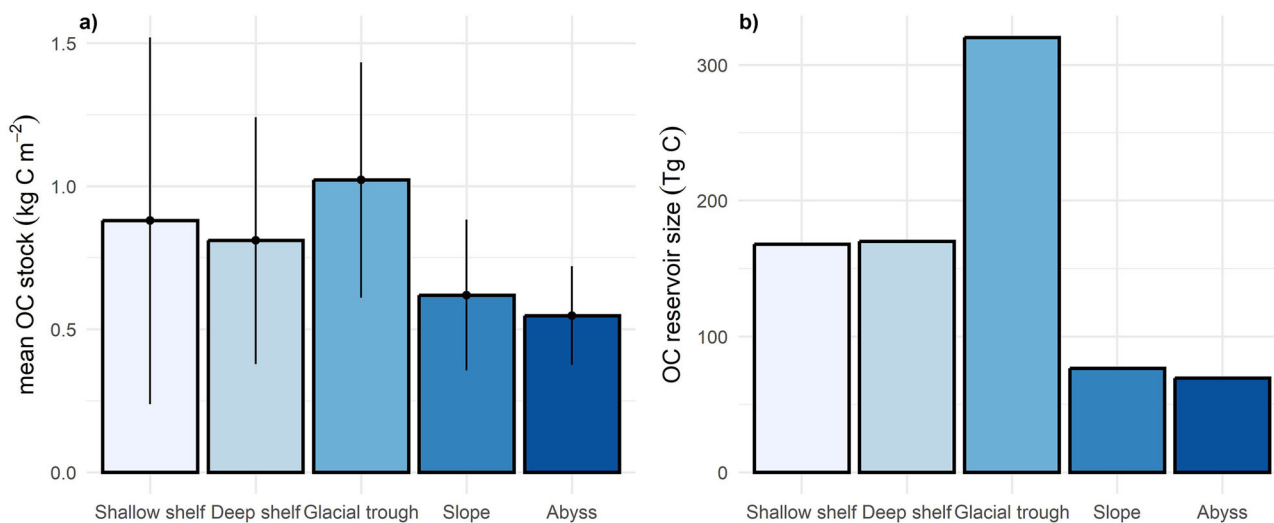 a)
mean OC stock (kg C m⁻²)
1.5
1.0
0.5
0.0
Shallow shelf Deep shelf Glacial trough Slope Abyss
b)
OC reservoir size (Tg C)
300
200
100
0
Shallow shelf Deep shelf Glacial trough Slope Abyss